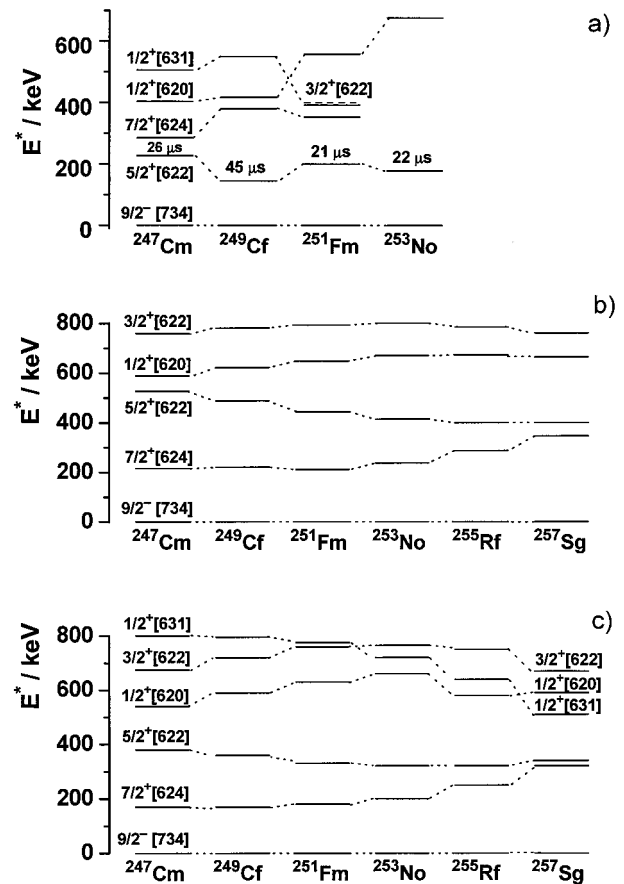 a)
E* / keV
600
400
200
0
1/2⁺[631]
1/2⁺[620]
3/2⁺[622]
7/2⁺[624]
26 μs
45 μs
21 μs
22 μs
5/2⁺[622]
9/2⁻ [734]
²⁴⁷Cm ²⁴⁹Cf ²⁵¹Fm ²⁵³No
b)
E* / keV
800
600
400
200
0
3/2⁺[622]
1/2⁺[620]
5/2⁺[622]
7/2⁺[624]
9/2⁻ [734]
²⁴⁷Cm ²⁴⁹Cf ²⁵¹Fm ²⁵³No ²⁵⁵Rf ²⁵⁷Sg
c)
E* / keV
800
600
400
200
0
1/2⁺[631]
3/2⁺[622]
1/2⁺[620]
5/2⁺[622]
7/2⁺[624]
9/2⁻ [734]
3/2⁺[622]
1/2⁺[620]
1/2⁺[631]
²⁴⁷Cm ²⁴⁹Cf ²⁵¹Fm ²⁵³No ²⁵⁵Rf ²⁵⁷Sg